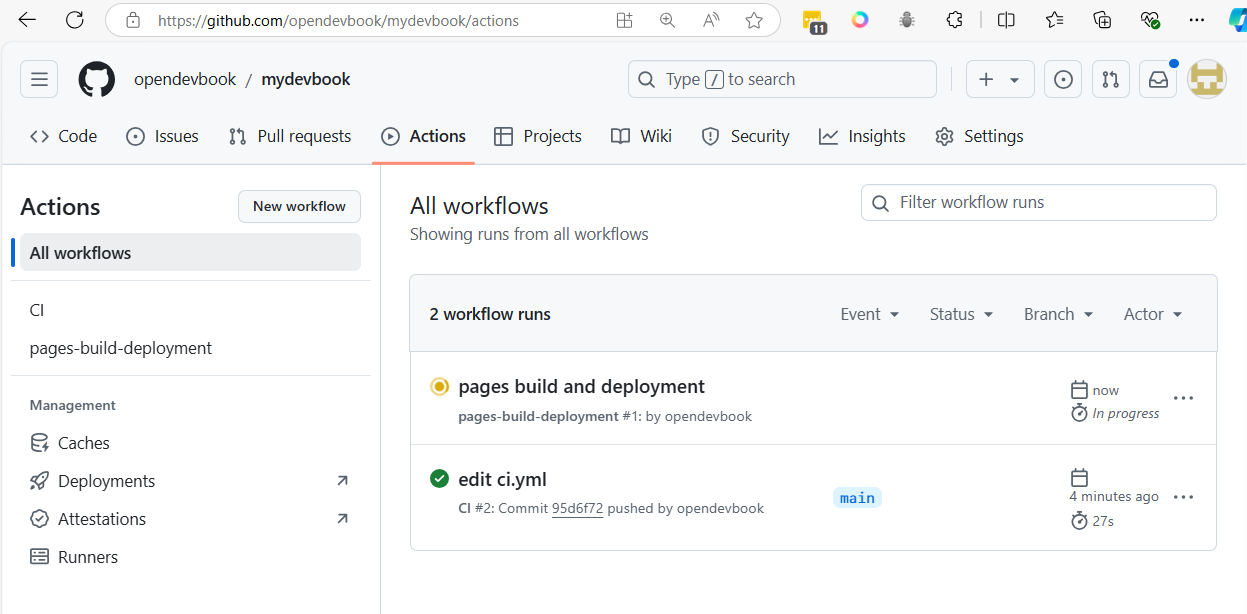 https://github.com/opendevbook/mydevbook/actions
11
opendevbook / mydevbook
Type / to search
Code Issues Pull requests Actions Projects Wiki Security Insights Settings
Actions
New workflow
All workflows
CI
pages-build-deployment
Management
Caches
Deployments
Attestations
Runners
All workflows
Showing runs from all workflows
Filter workflow runs
2 workflow runs
Event Status Branch Actor
pages build and deployment
pages-build-deployment #1: by opendevbook
now
In progress
edit ci.yml
CI #2: Commit 95d6f72 pushed by opendevbook
main
4 minutes ago
27s